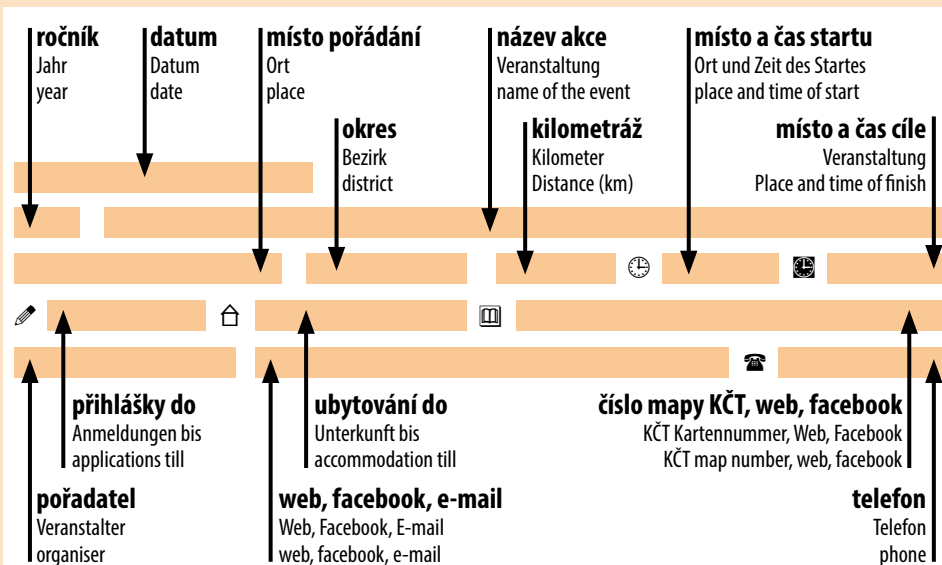 ročník
Jahr
year
datum
Datum
date
místo pořádání
Ort
place
název akce
Veranstaltung
name of the event
místo a čas startu
Ort und Zeit des Startes
place and time of start
okres
Bezirk
district
kilometráž
Kilometer
Distance (km)
místo a čas cíle
Veranstaltung
Place and time of finish
přihlášky do
Anmeldungen bis
applications till
ubytování do
Unterkunft bis
accommodation till
číslo mapy KČT, web, facebook
KČT Kartennummer, Web, Facebook
KČT map number, web, facebook
pořadatel
Veranstalter
organiser
web, facebook, e-mail
Web, Facebook, E-mail
web, facebook, e-mail
telefon
Telefon
phone